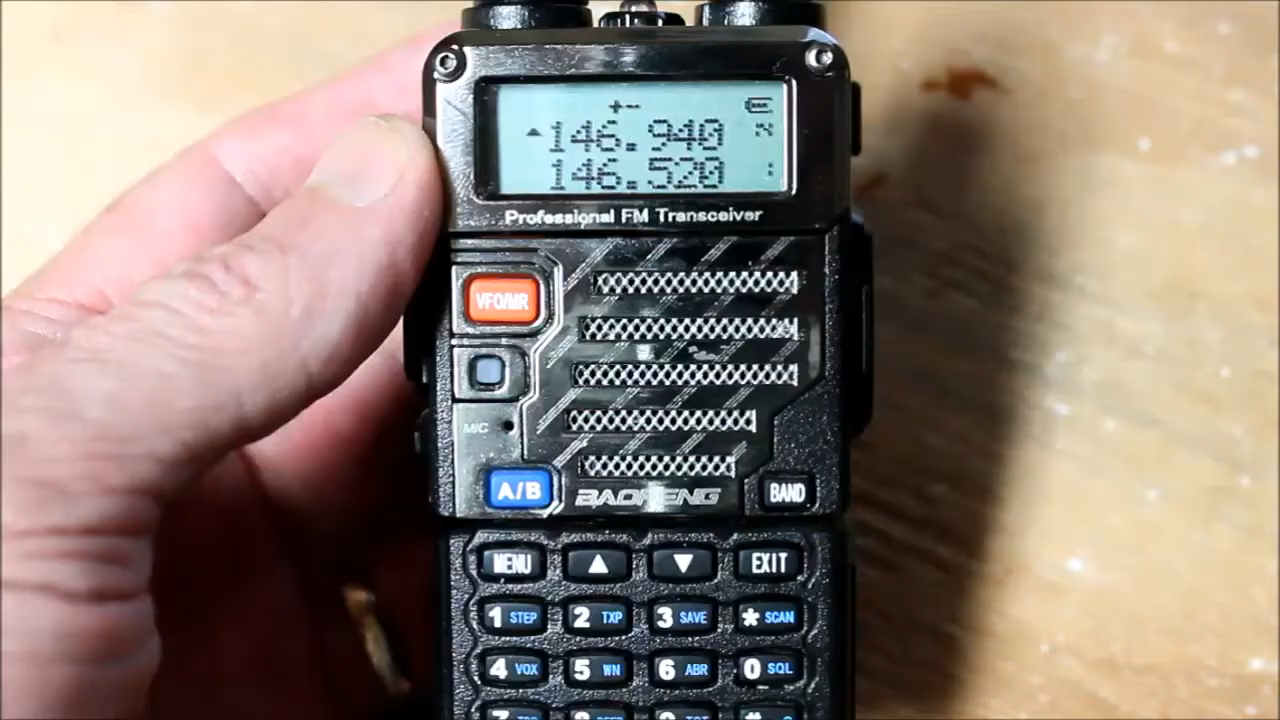 +-
▲146.940
146.520
Professional FM Transceiver
VFO/MR
MIC
A/B
BAOFENG
BAND
MENU ▲ ▼ EXIT
1 STEP 2 TXP 3 SAVE * SCAN
4 VOX 5 WN 6 ABR 0 SQL